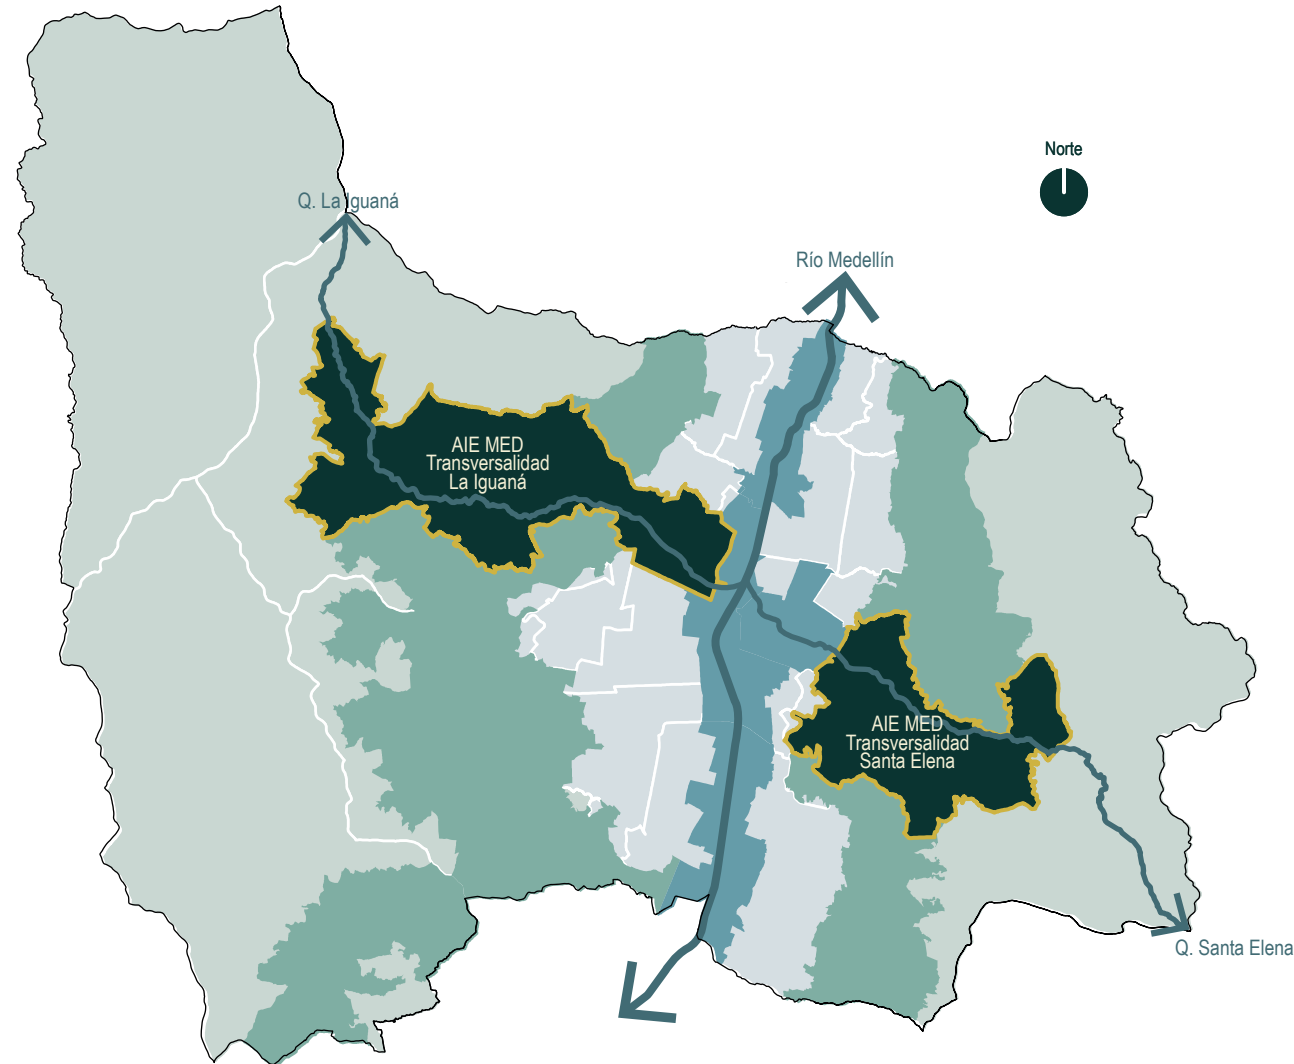 Norte
Q. La Iguaná
Río Medellín
AIE MED
Transversalidad
La Iguaná
AIE MED
Transversalidad
Santa Elena
Q. Santa Elena